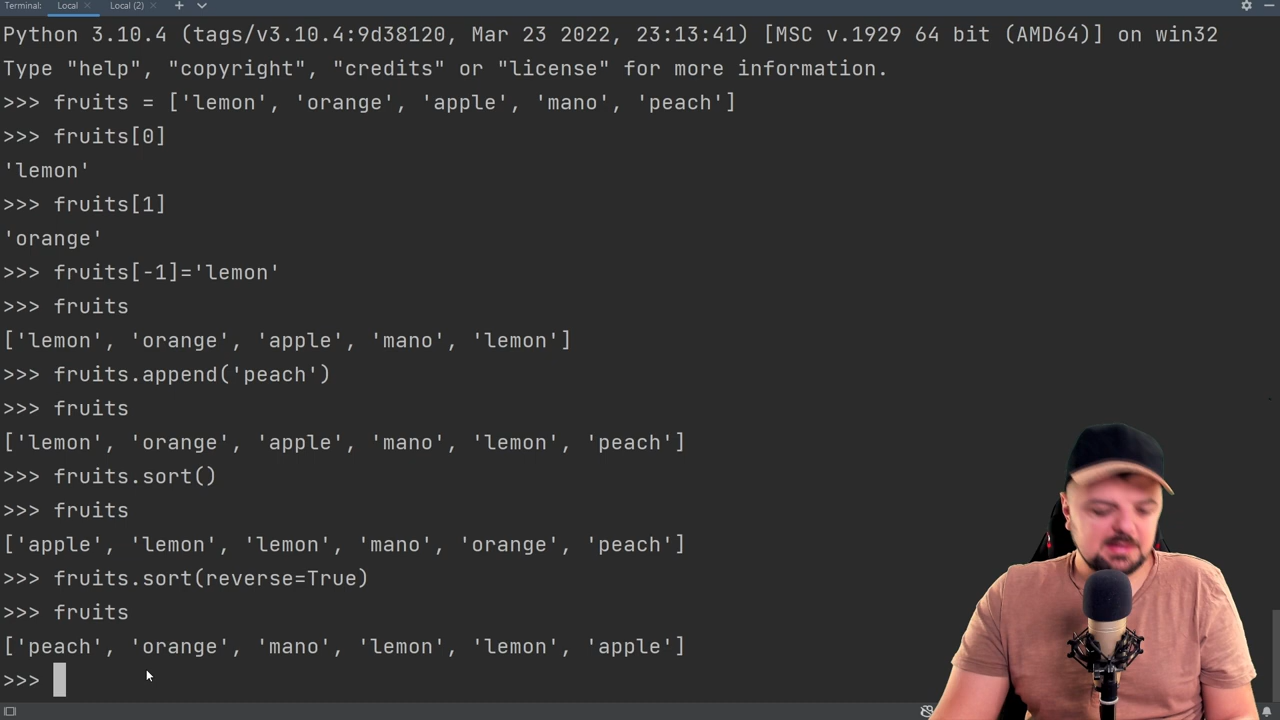 Terminal: Local × Local (2) × +
Python 3.10.4 (tags/v3.10.4:9d38120, Mar 23 2022, 23:13:41) [MSC v.1929 64 bit (AMD64)] on win32
Type "help", "copyright", "credits" or "license" for more information.
>>> fruits = ['lemon', 'orange', 'apple', 'mano', 'peach']
>>> fruits[0]
'lemon'
>>> fruits[1]
'orange'
>>> fruits[-1]='lemon'
>>> fruits
['lemon', 'orange', 'apple', 'mano', 'lemon']
>>> fruits.append('peach')
>>> fruits
['lemon', 'orange', 'apple', 'mano', 'lemon', 'peach']
>>> fruits.sort()
>>> fruits
['apple', 'lemon', 'lemon', 'mano', 'orange', 'peach']
>>> fruits.sort(reverse=True)
>>> fruits
['peach', 'orange', 'mano', 'lemon', 'lemon', 'apple']
>>>